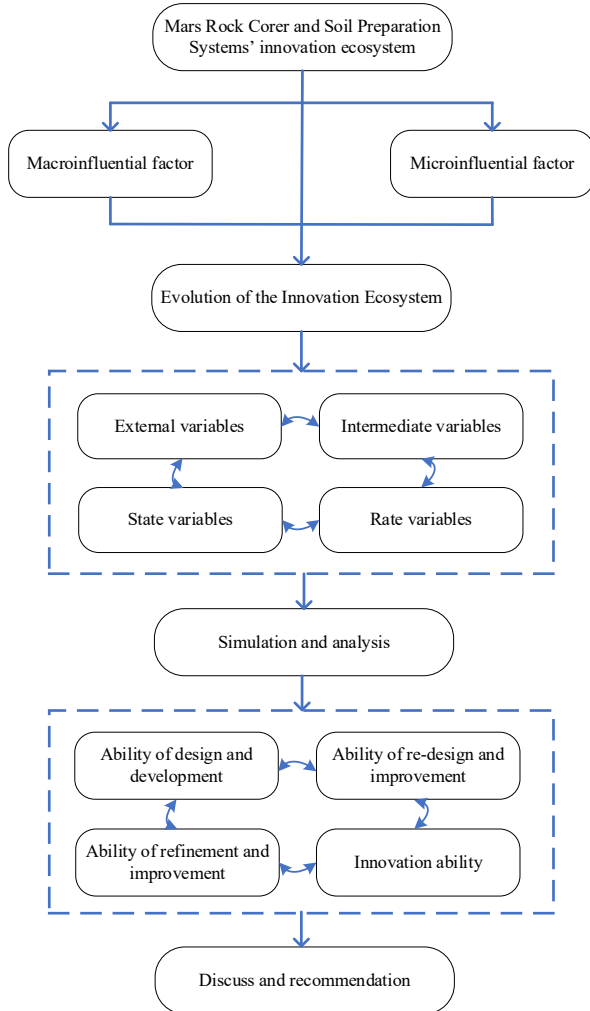 Mars Rock Corer and Soil Preparation
Systems’ innovation ecosystem
Macroinfluential factor
Microinfluential factor
Evolution of the Innovation Ecosystem
External variables
Intermediate variables
State variables
Rate variables
Simulation and analysis
Ability of design and
development
Ability of re-design and
improvement
Ability of refinement and
improvement
Innovation ability
Discuss and recommendation